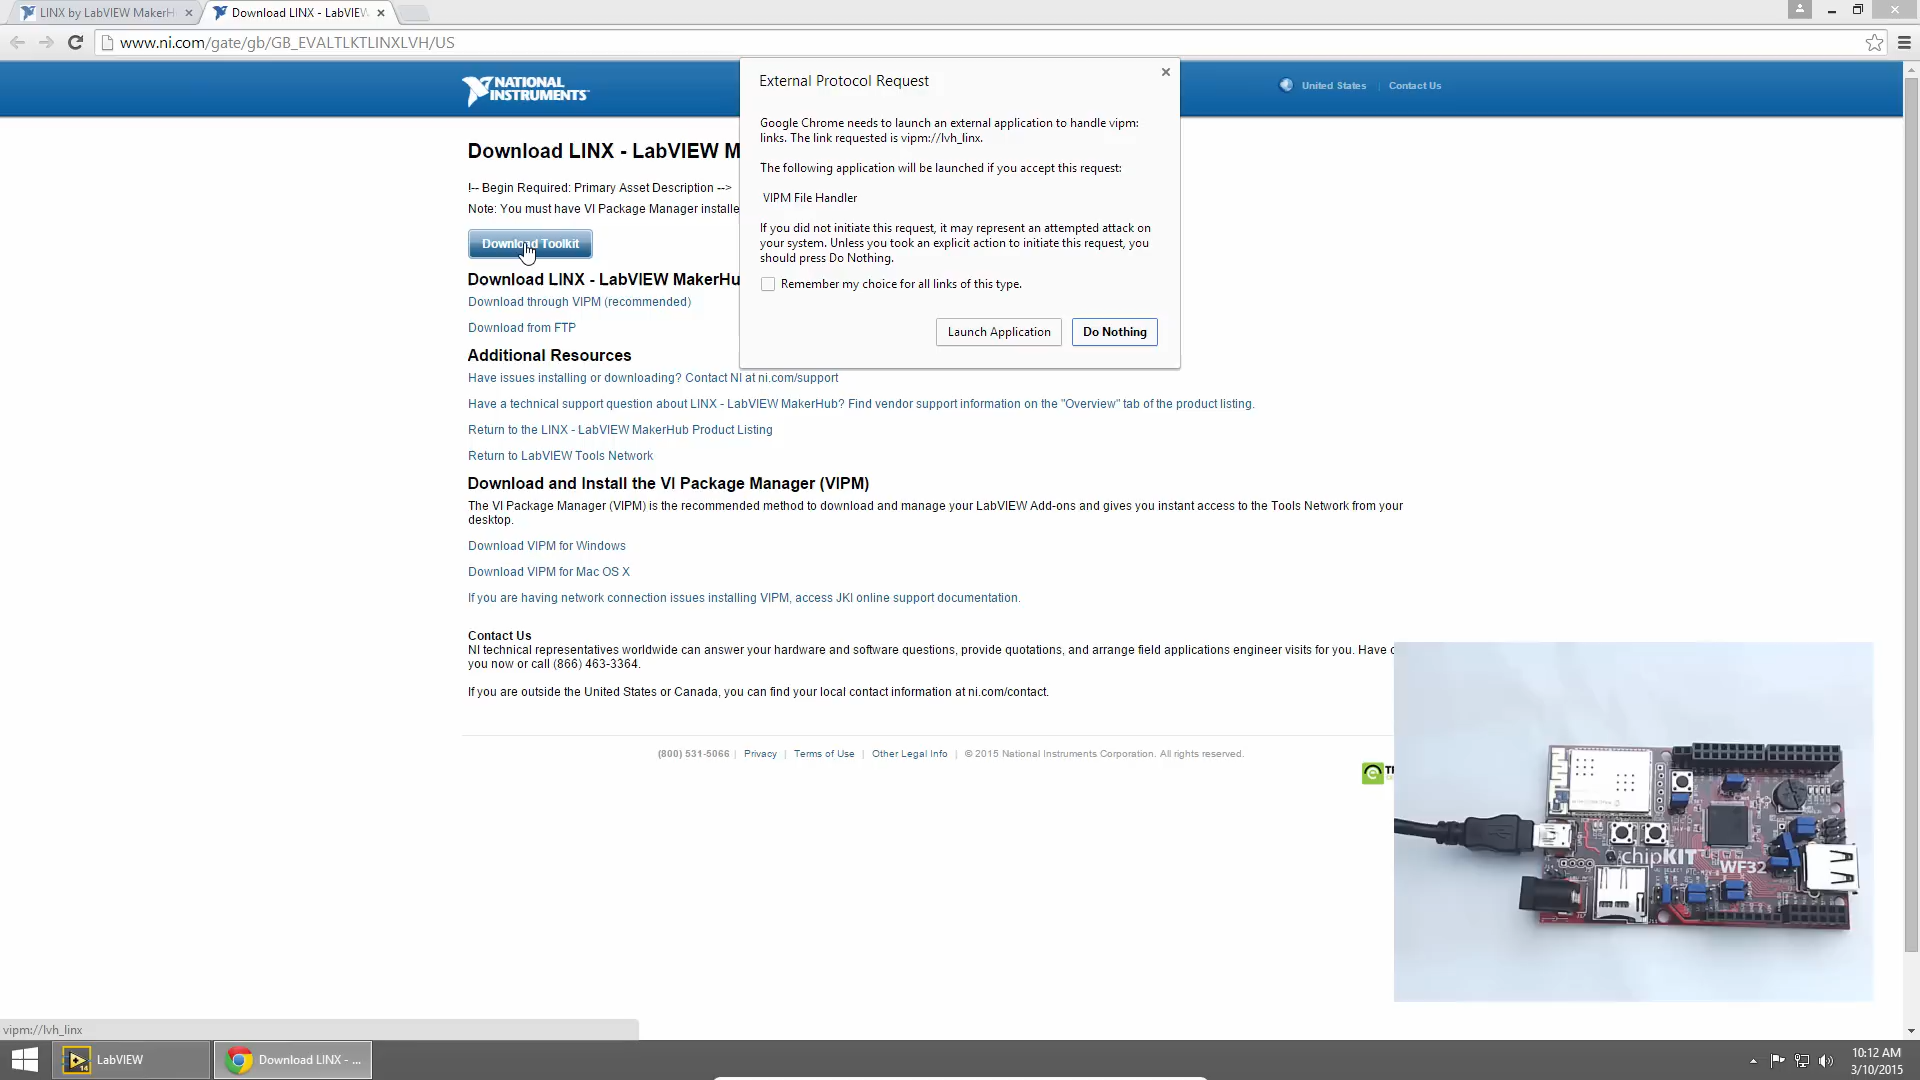 LINX by LabVIEW MakerH
Download LINX - LabVIEW
www.ni.com/gate/gb/GB_EVALTLKTLINXLVH/US
NATIONAL
INSTRUMENTS
United States | Contact Us
External Protocol Request
Google Chrome needs to launch an external application to handle vipm:
links. The link requested is vipm://lvh_linx.
The following application will be launched if you accept this request:
VIPM File Handler
If you did not initiate this request, it may represent an attempted attack on
your system. Unless you took an explicit action to initiate this request, you
should press Do Nothing.
Remember my choice for all links of this type.
Launch Application
Do Nothing
Download LINX - LabVIEW M
!-- Begin Required: Primary Asset Description -->
Note: You must have VI Package Manager installe
Download Toolkit
Download LINX - LabVIEW MakerHu
Download through VIPM (recommended)
Download from FTP
Additional Resources
Have issues installing or downloading? Contact NI at ni.com/support
Have a technical support question about LINX - LabVIEW MakerHub? Find vendor support information on the "Overview" tab of the product listing.
Return to the LINX - LabVIEW MakerHub Product Listing
Return to LabVIEW Tools Network
Download and Install the VI Package Manager (VIPM)
The VI Package Manager (VIPM) is the recommended method to download and manage your LabVIEW Add-ons and gives you instant access to the Tools Network from your
desktop.
Download VIPM for Windows
Download VIPM for Mac OS X
If you are having network connection issues installing VIPM, access JKI online support documentation.
Contact Us
NI technical representatives worldwide can answer your hardware and software questions, provide quotations, and arrange field applications engineer visits for you. Have
you now or call (866) 463-3364.
If you are outside the United States or Canada, you can find your local contact information at ni.com/contact.
(800) 531-5066 | Privacy | Terms of Use | Other Legal Info | © 2015 National Instruments Corporation. All rights reserved.
chipKIT
WF32
vipm://lvh_linx
LabVIEW
Download LINX - ...
10:12 AM
3/10/2015